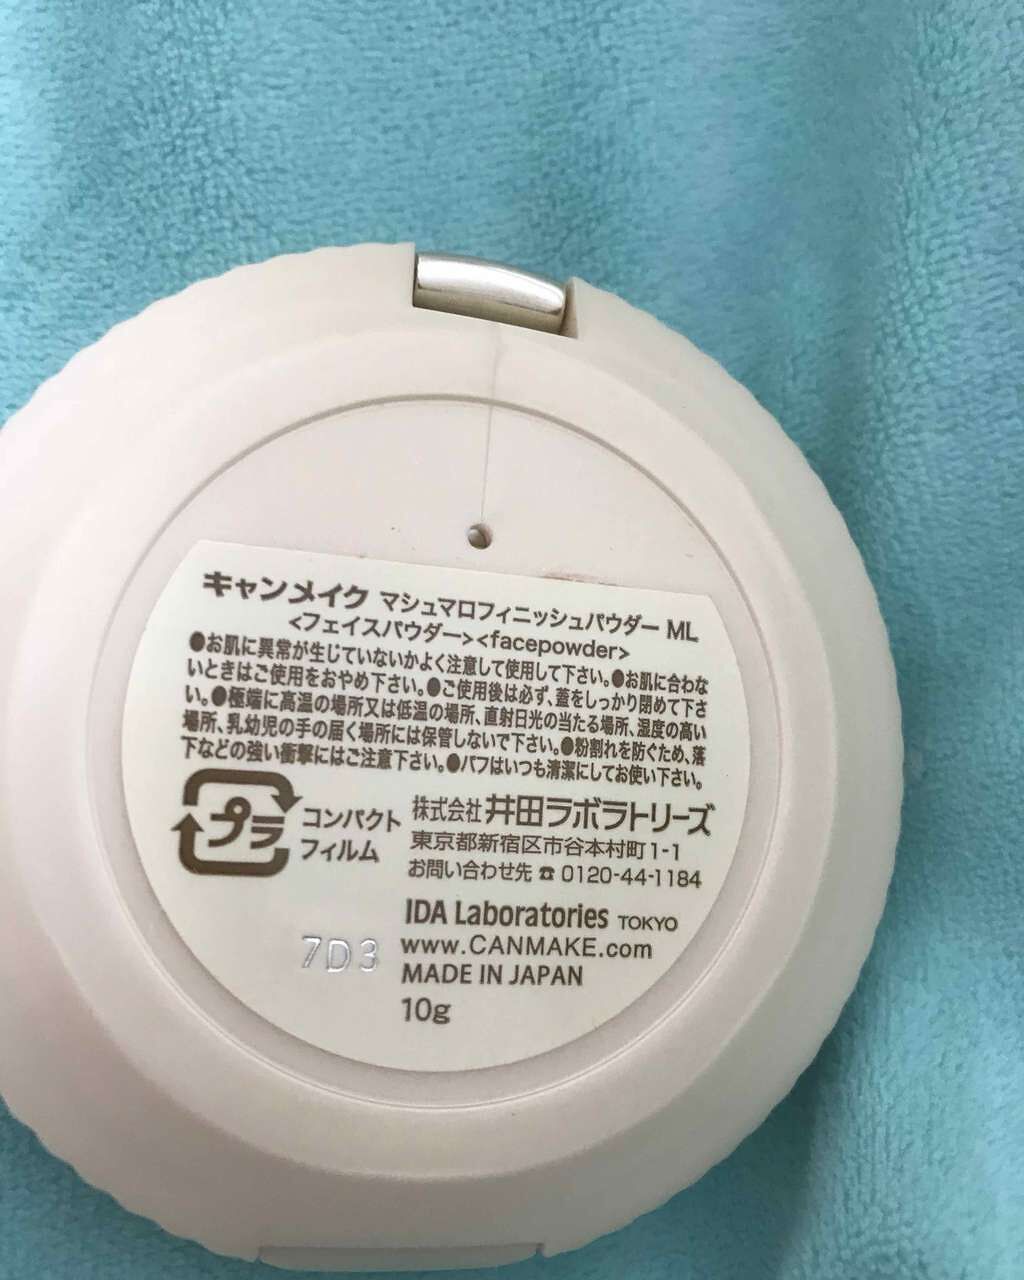 キャンメイク マシュマロフィニッシュパウダー ML
<フェイスパウダー><facepowder>
●お肌に異常が生じていないかよく注意して使用して下さい。●お肌に合わな
いときはご使用をおやめ下さい。●ご使用後は必ず、蓋をしっかり閉めて下さ
い。●極端に高温の場所又は低温の場所、直射日光の当たる場所、湿度の高い
場所、乳幼児の手の届く場所には保管しないで下さい。●粉割れを防ぐため、落
下などの強い衝撃にはご注意下さい。●パフはいつも清潔にしてお使い下さい。
プラ
コンパクト
フィルム
株式会社 井田ラボラトリーズ
東京都新宿区市谷本村町1-1
お問い合わせ先 ☎ 0120-44-1184
IDA Laboratories TOKYO
www.CANMAKE.com
MADE IN JAPAN
10g
7D3